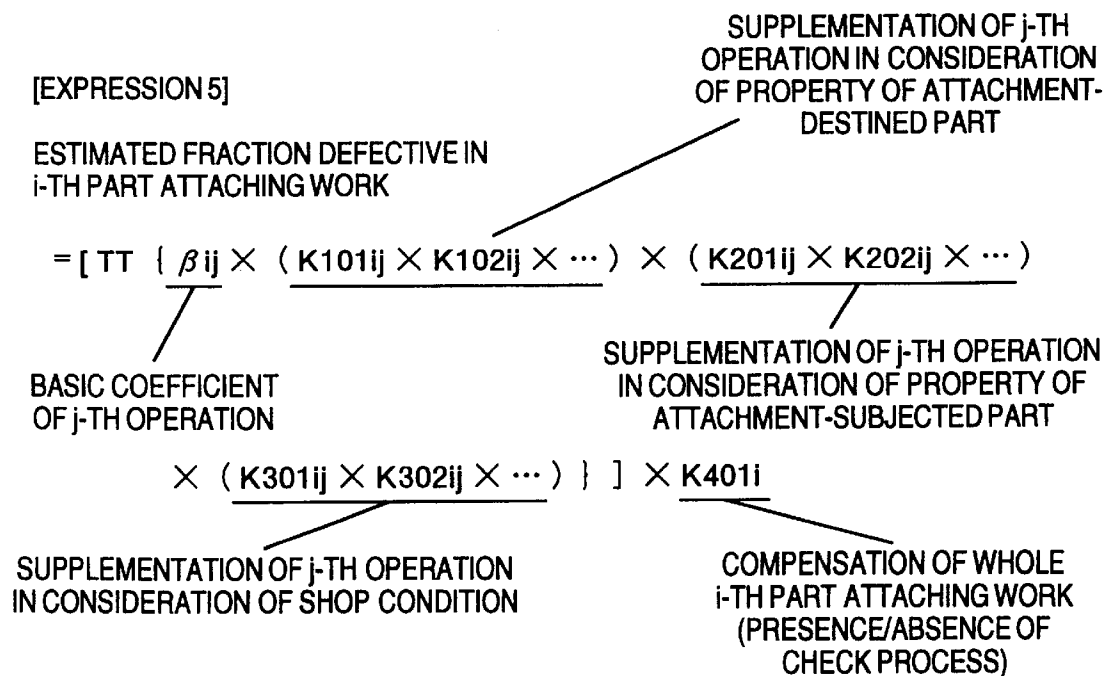 SUPPLEMENTATION OF j-TH
OPERATION IN CONSIDERATION
OF PROPERTY OF ATTACHMENT-
DESTINED PART
[EXPRESSION 5]
ESTIMATED FRACTION DEFECTIVE IN
i-TH PART ATTACHING WORK
= [ TT { βij × ( K101ij × K102ij × ··· ) × ( K201ij × K202ij × ··· )
BASIC COEFFICIENT
OF j-TH OPERATION
SUPPLEMENTATION OF j-TH OPERATION
IN CONSIDERATION OF PROPERTY OF
ATTACHMENT-SUBJECTED PART
× ( K301ij × K302ij × ··· ) } ] × K401i
SUPPLEMENTATION OF j-TH OPERATION
IN CONSIDERATION OF SHOP CONDITION
COMPENSATION OF WHOLE
i-TH PART ATTACHING WORK
(PRESENCE/ABSENCE OF
CHECK PROCESS)